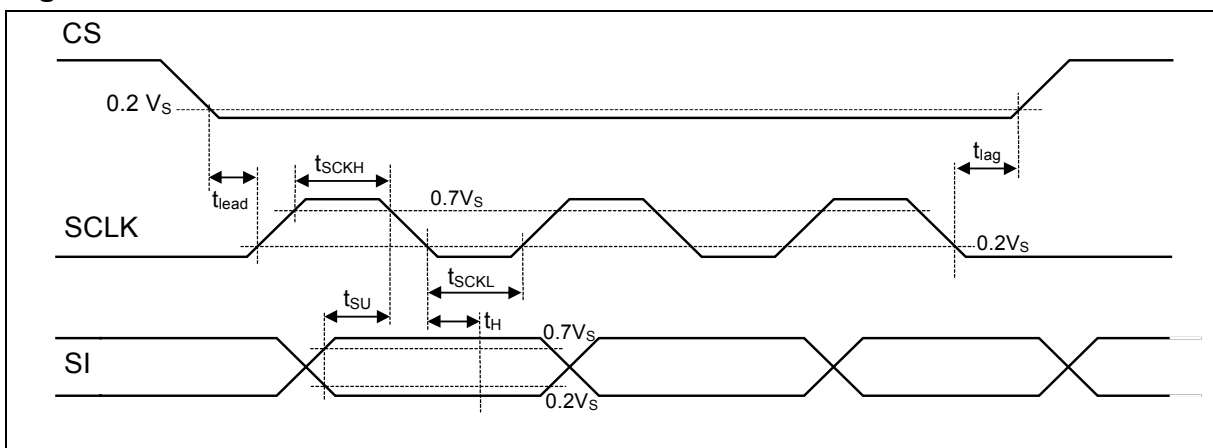 CS
0.2 VS
tlead
tSCKH
tlag
0.7VS
SCLK
0.2VS
tSCKL
tSU
tH
0.7VS
SI
0.2VS